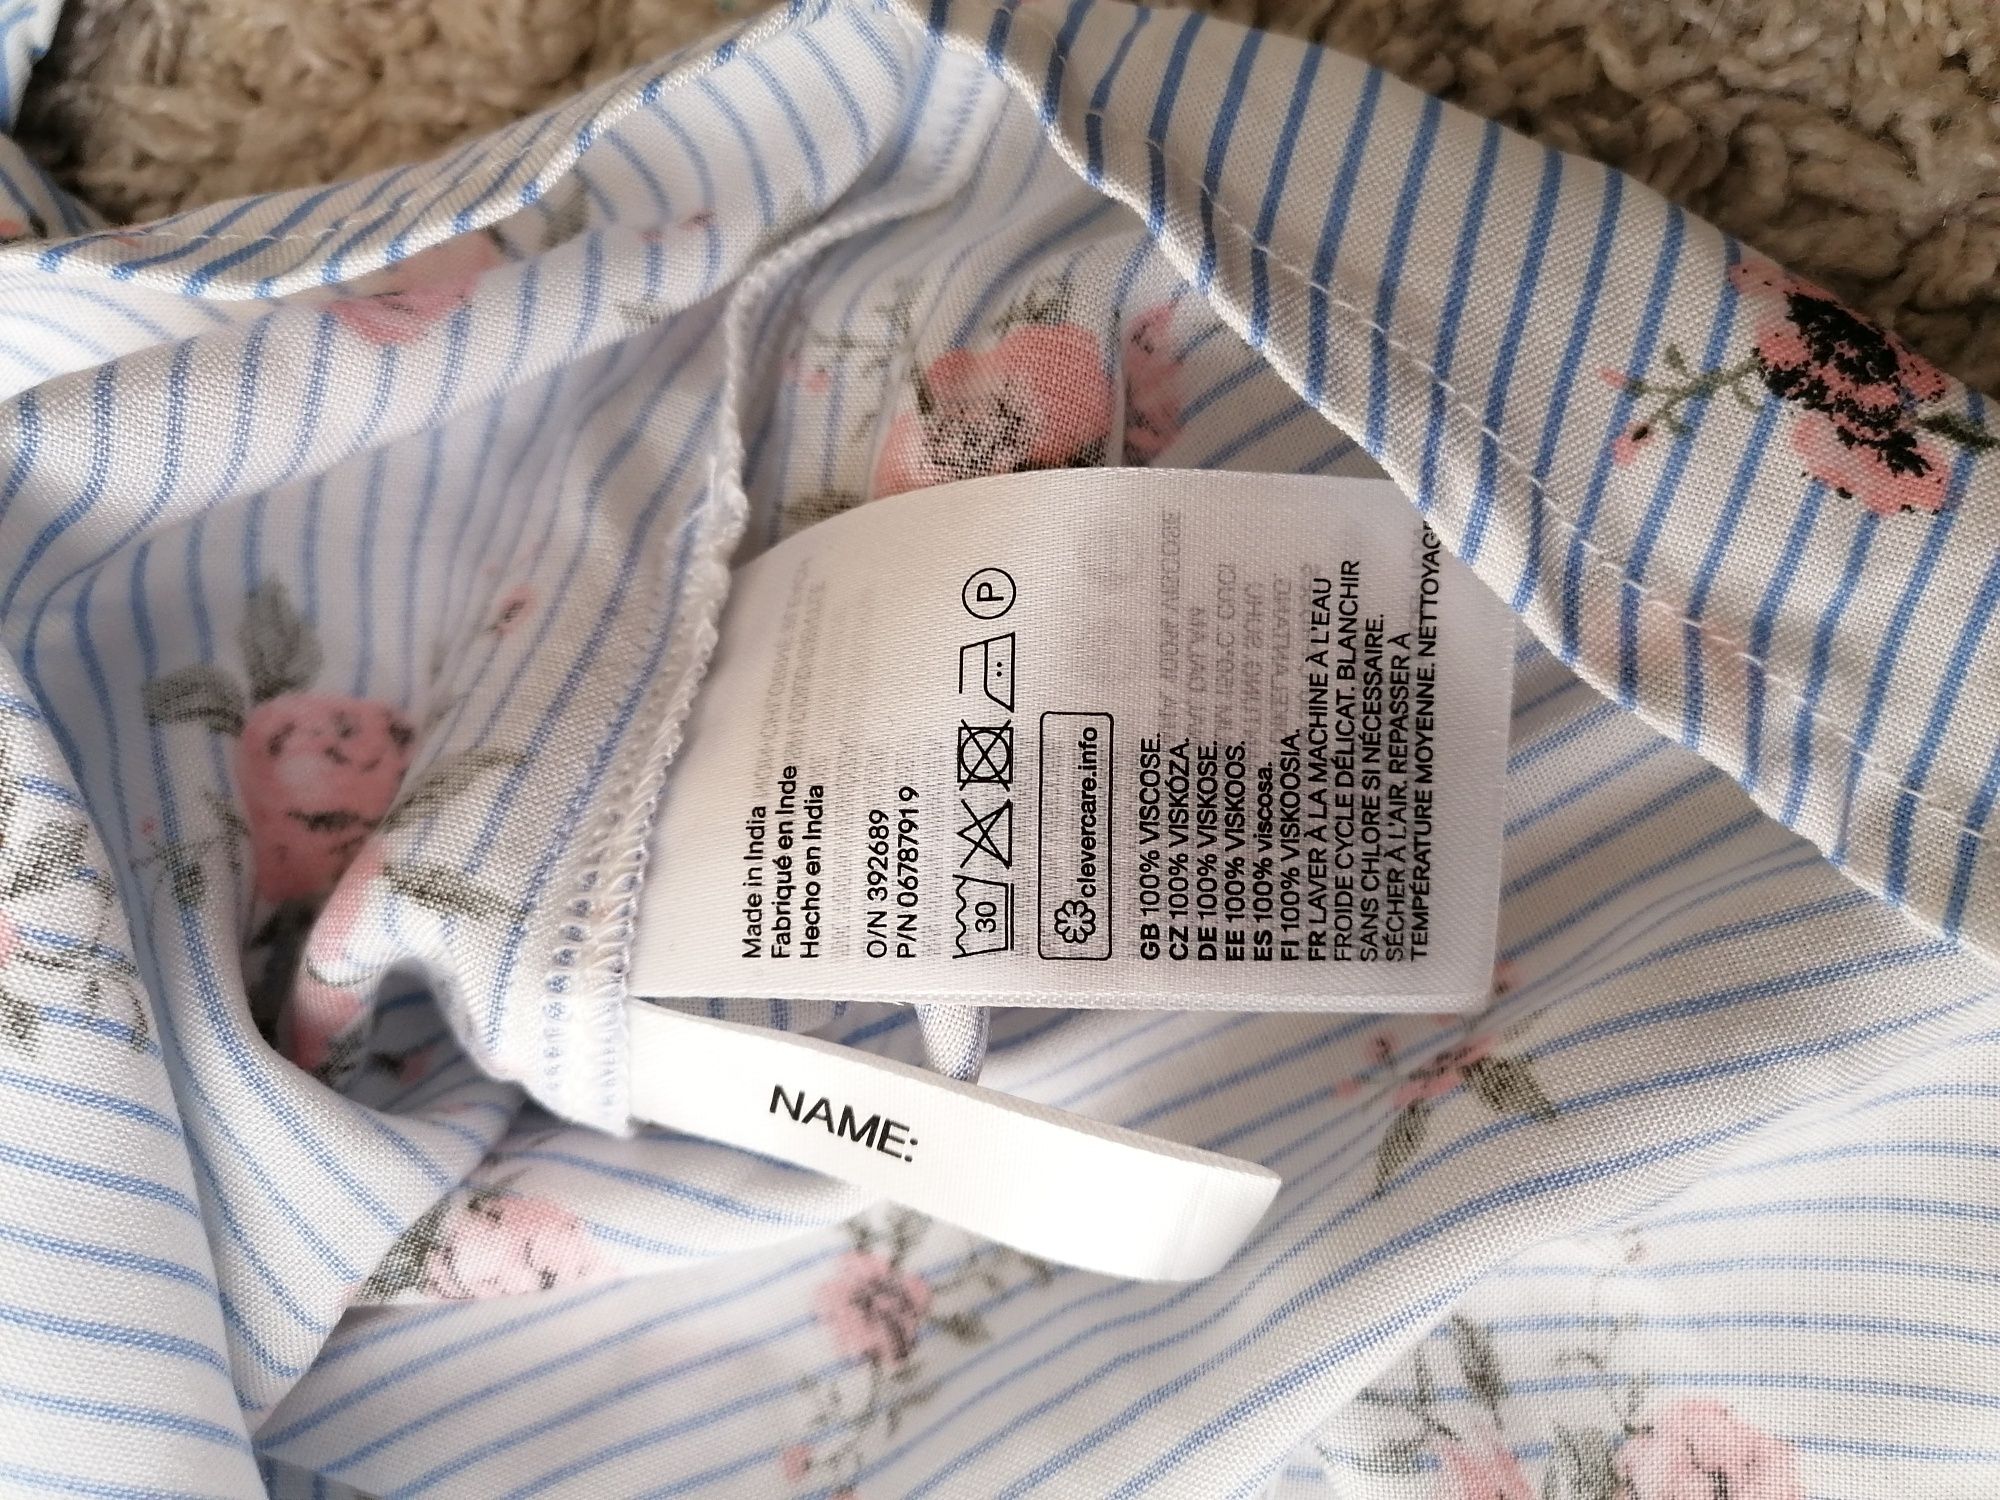 Made in India
Fabriqué en Inde
Hecho en India
O/N 392689
P/N 06787919
30 P
clevercare.info
GB 100% VISCOSE.
CZ 100% VISKÓZA.
DE 100% VISKOSE.
EE 100% VISKOOS.
ES 100% viscosa.
FI 100% VISKOOSIA.
FR LAVER À LA MACHINE À L'EAU
FROIDE CYCLE DÉLICAT. BLANCHIR
SANS CHLORE SI NÉCESSAIRE.
SÉCHER À L'AIR. REPASSER À
TEMPÉRATURE MOYENNE. NETTOYAGE
NAME: